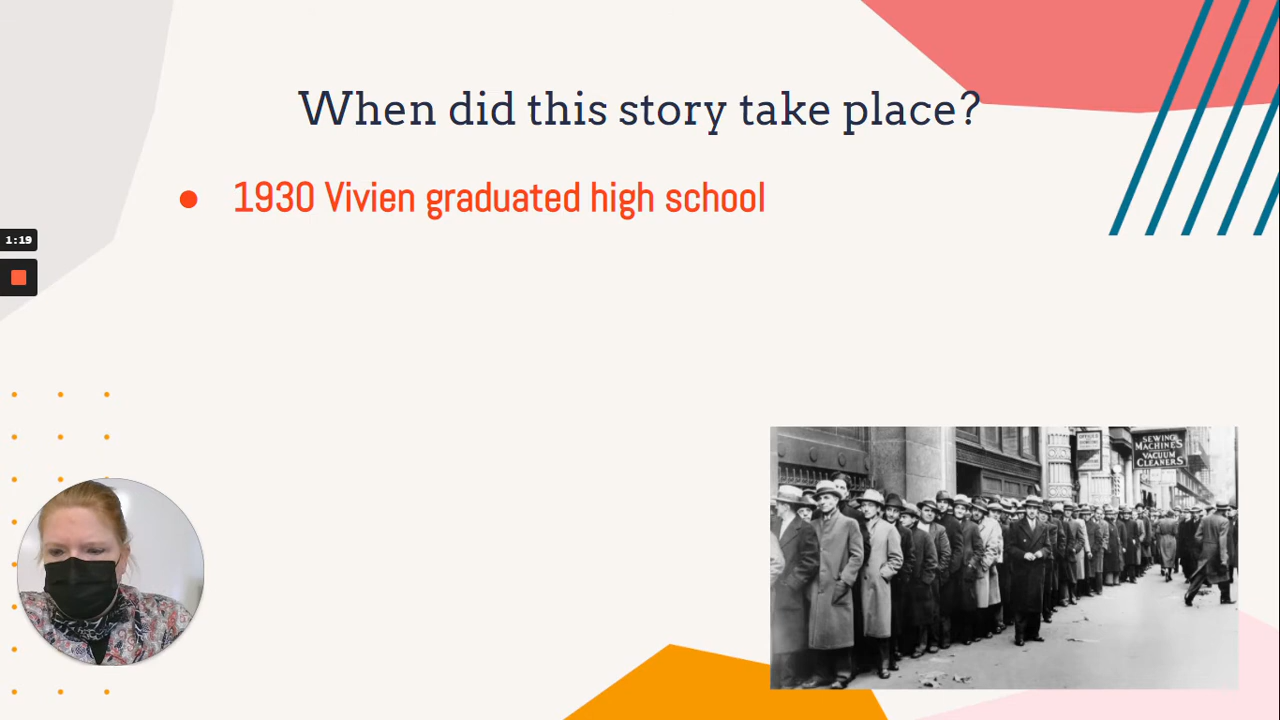 When did this story take place?
1930 Vivien graduated high school
1:19
SEWING
MACHINES
VACUUM
CLEANERS